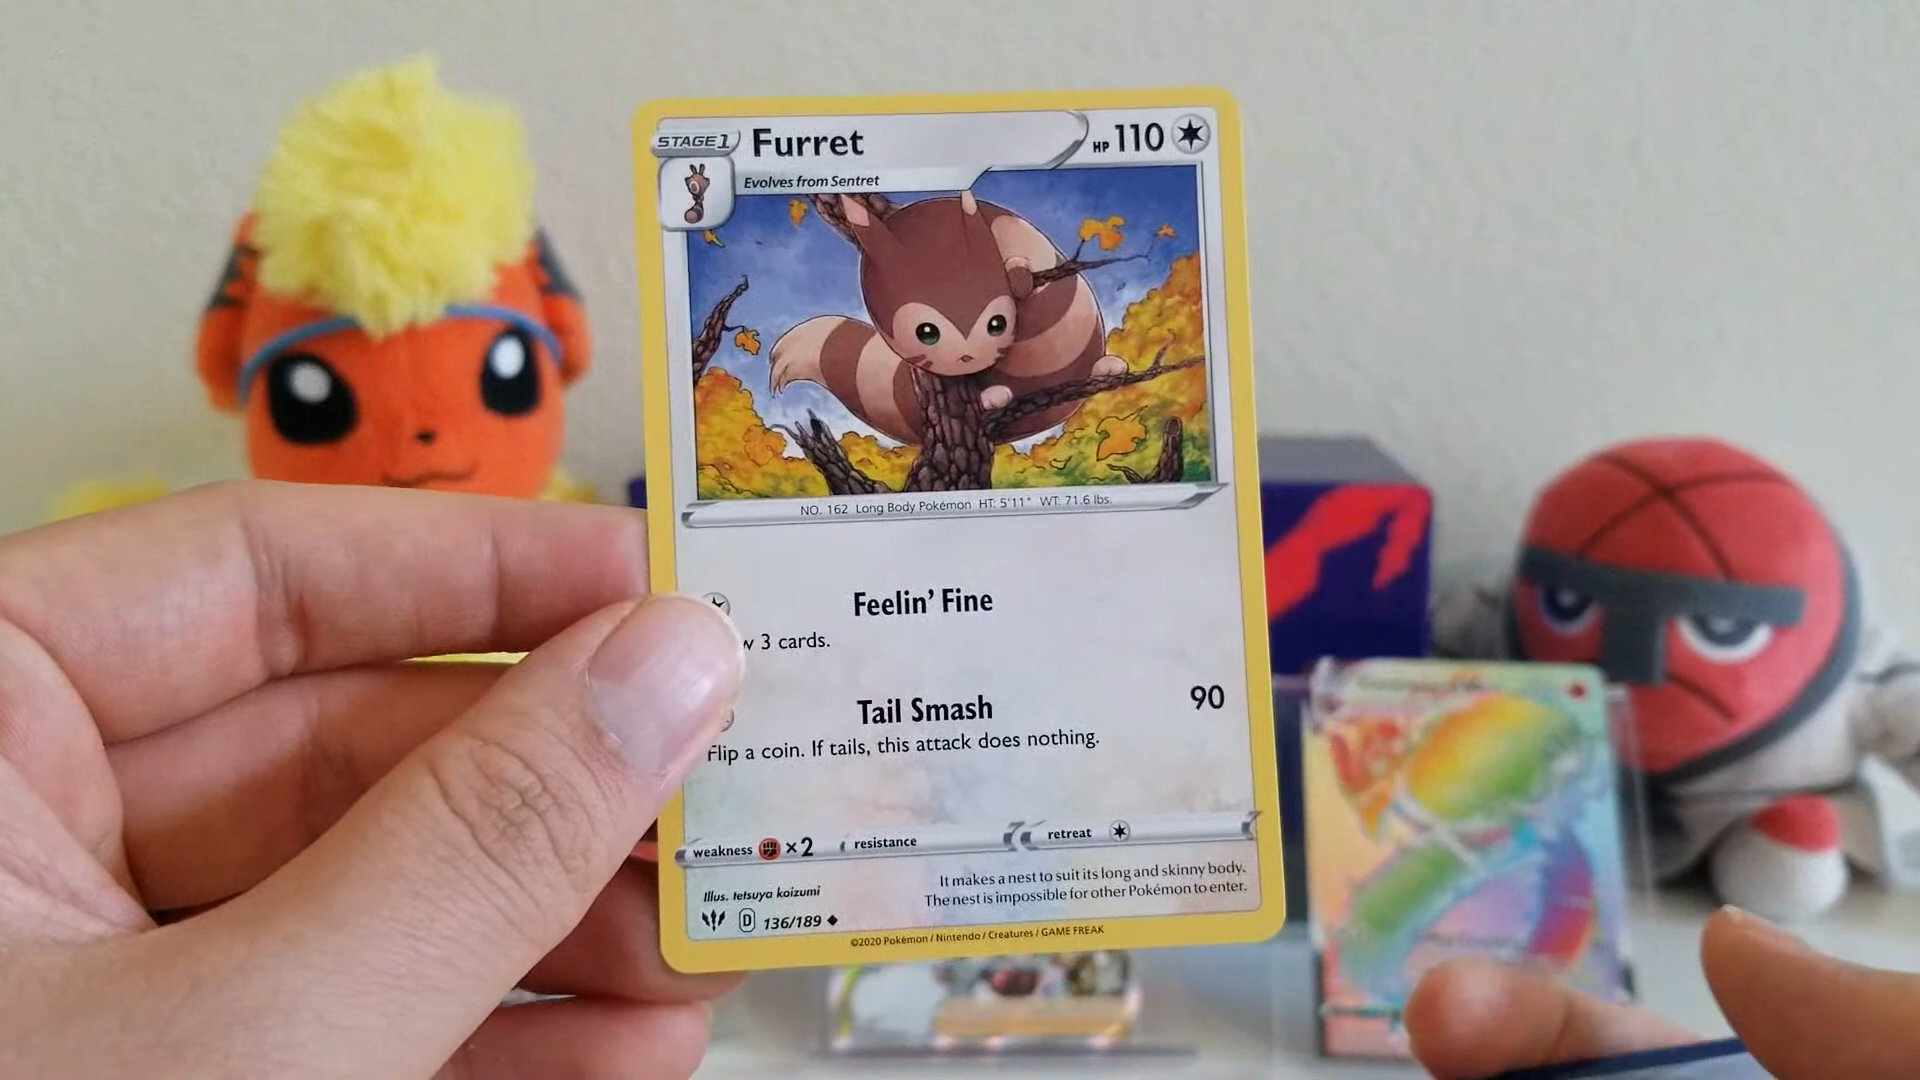 STAGE 1 Furret HP 110
Evolves from Sentret
NO. 162 Long Body Pokémon HT: 5'11" WT: 71.6 lbs.
Feelin' Fine
w 3 cards.
Tail Smash 90
Flip a coin. If tails, this attack does nothing.
weakness ×2 resistance retreat
It makes a nest to suit its long and skinny body.
The nest is impossible for other Pokémon to enter.
Illus. tetsuya koizumi
D 136/189
©2020 Pokémon / Nintendo / Creatures / GAME FREAK